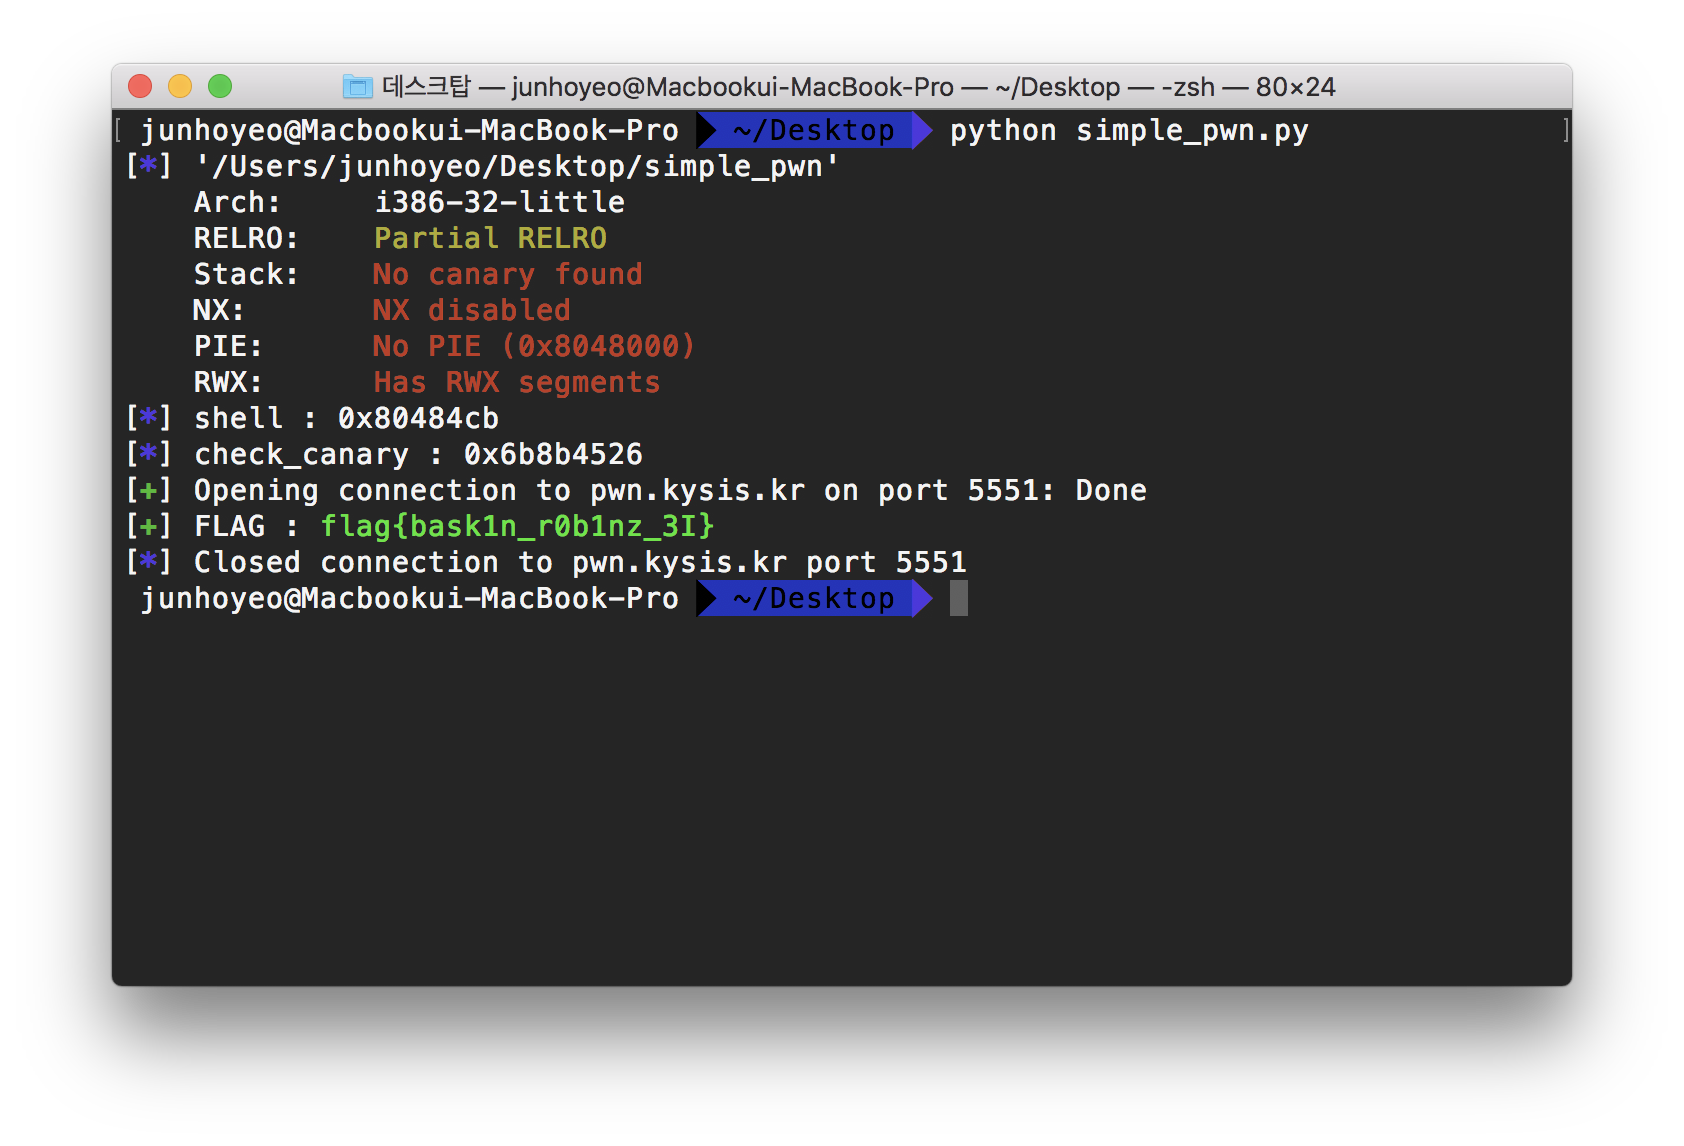 데스크탑 — junhoyeo@Macbookui-MacBook-Pro — ~/Desktop — -zsh — 80×24
[ junhoyeo@Macbookui-MacBook-Pro ~/Desktop python simple_pwn.py ]
[*] '/Users/junhoyeo/Desktop/simple_pwn'
Arch: i386-32-little
RELRO: Partial RELRO
Stack: No canary found
NX: NX disabled
PIE: No PIE (0x8048000)
RWX: Has RWX segments
[*] shell : 0x80484cb
[*] check_canary : 0x6b8b4526
[+] Opening connection to pwn.kysis.kr on port 5551: Done
[+] FLAG : flag{bask1n_r0b1nz_3I}
[*] Closed connection to pwn.kysis.kr port 5551
junhoyeo@Macbookui-MacBook-Pro ~/Desktop